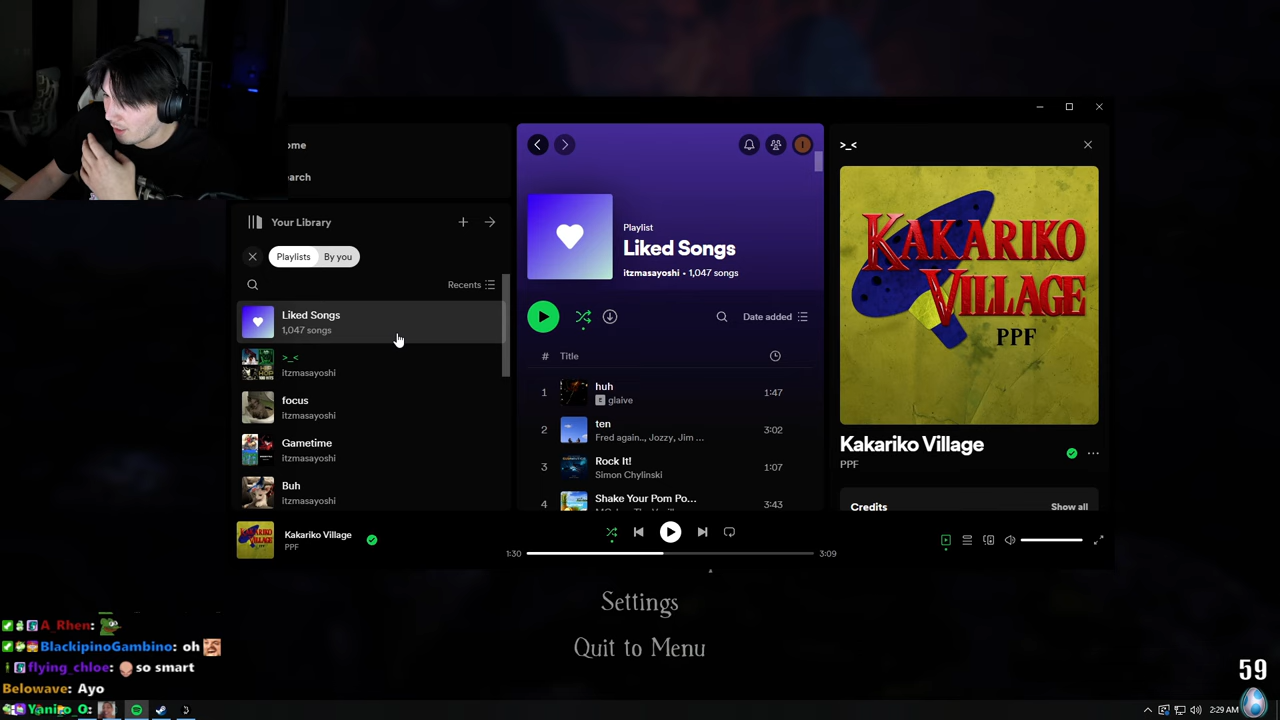 ome
arch
Your Library
Playlists
By you
Recents
Liked Songs
1,047 songs
>_<
itzmasayoshi
focus
itzmasayoshi
Gametime
itzmasayoshi
Buh
itzmasayoshi
Playlist
Liked Songs
itzmasayoshi • 1,047 songs
Date added
# Title
1 huh 1:47
E glaive
2 ten 3:02
Fred again.., Jozzy, Jim ...
3 Rock It! 1:07
Simon Chylinski
4 Shake Your Pom Po... 3:43
>_<
KAKARIKO
VILLAGE
PPF
Kakariko Village
PPF
Credits Show all
Kakariko Village
PPF
1:30
3:09
Settings
Quit to Menu
A_Rhen:
BlackipinoGambino: oh
flying_chloe: so smart
Belowave: Ayo
59
2:29 AM